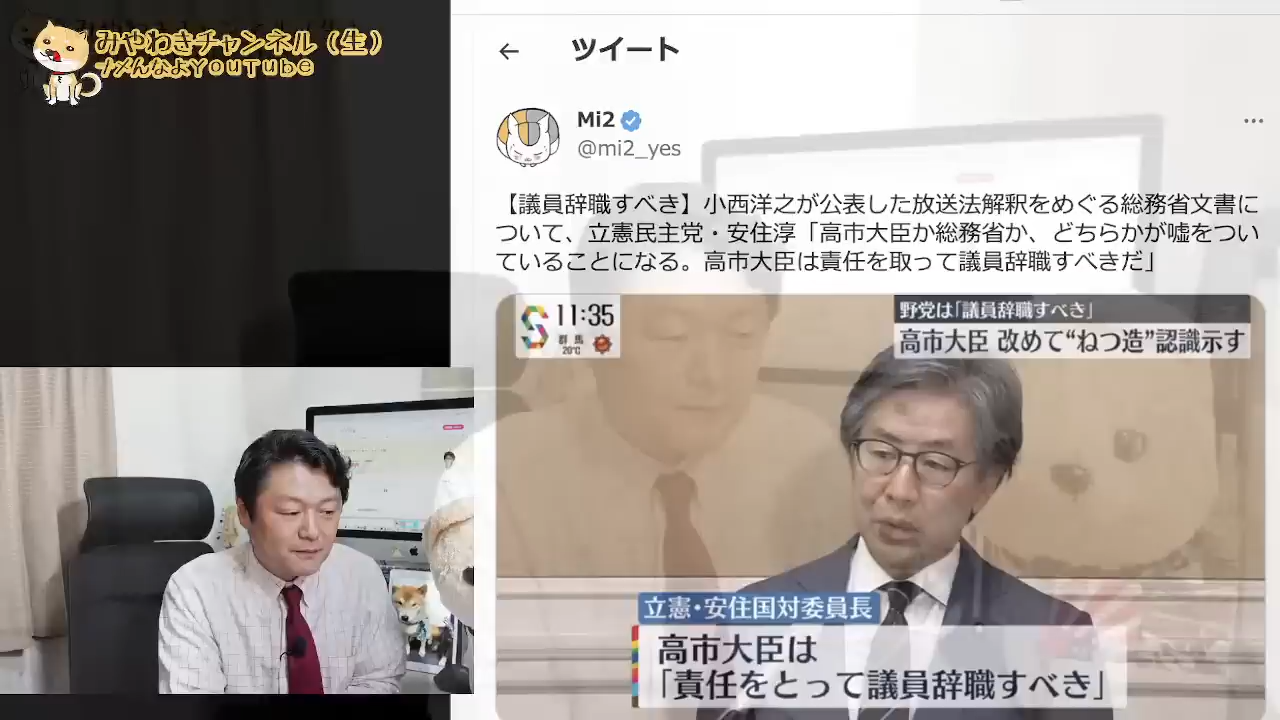 みやわきチャンネル（生）
ナメんなよYouTube
ツイート
Mi2
@mi2_yes
【議員辞職すべき】小西洋之が公表した放送法解釈をめぐる総務省文書に
ついて、立憲民主党・安住淳「高市大臣か総務省か、どちらかが嘘をつい
ていることになる。高市大臣は責任を取って議員辞職すべきだ」
11:35
群馬
20℃
野党は「議員辞職すべき」
高市大臣 改めて“ねつ造”認識示す
立憲・安住国対委員長
高市大臣は
「責任をとって議員辞職すべき」